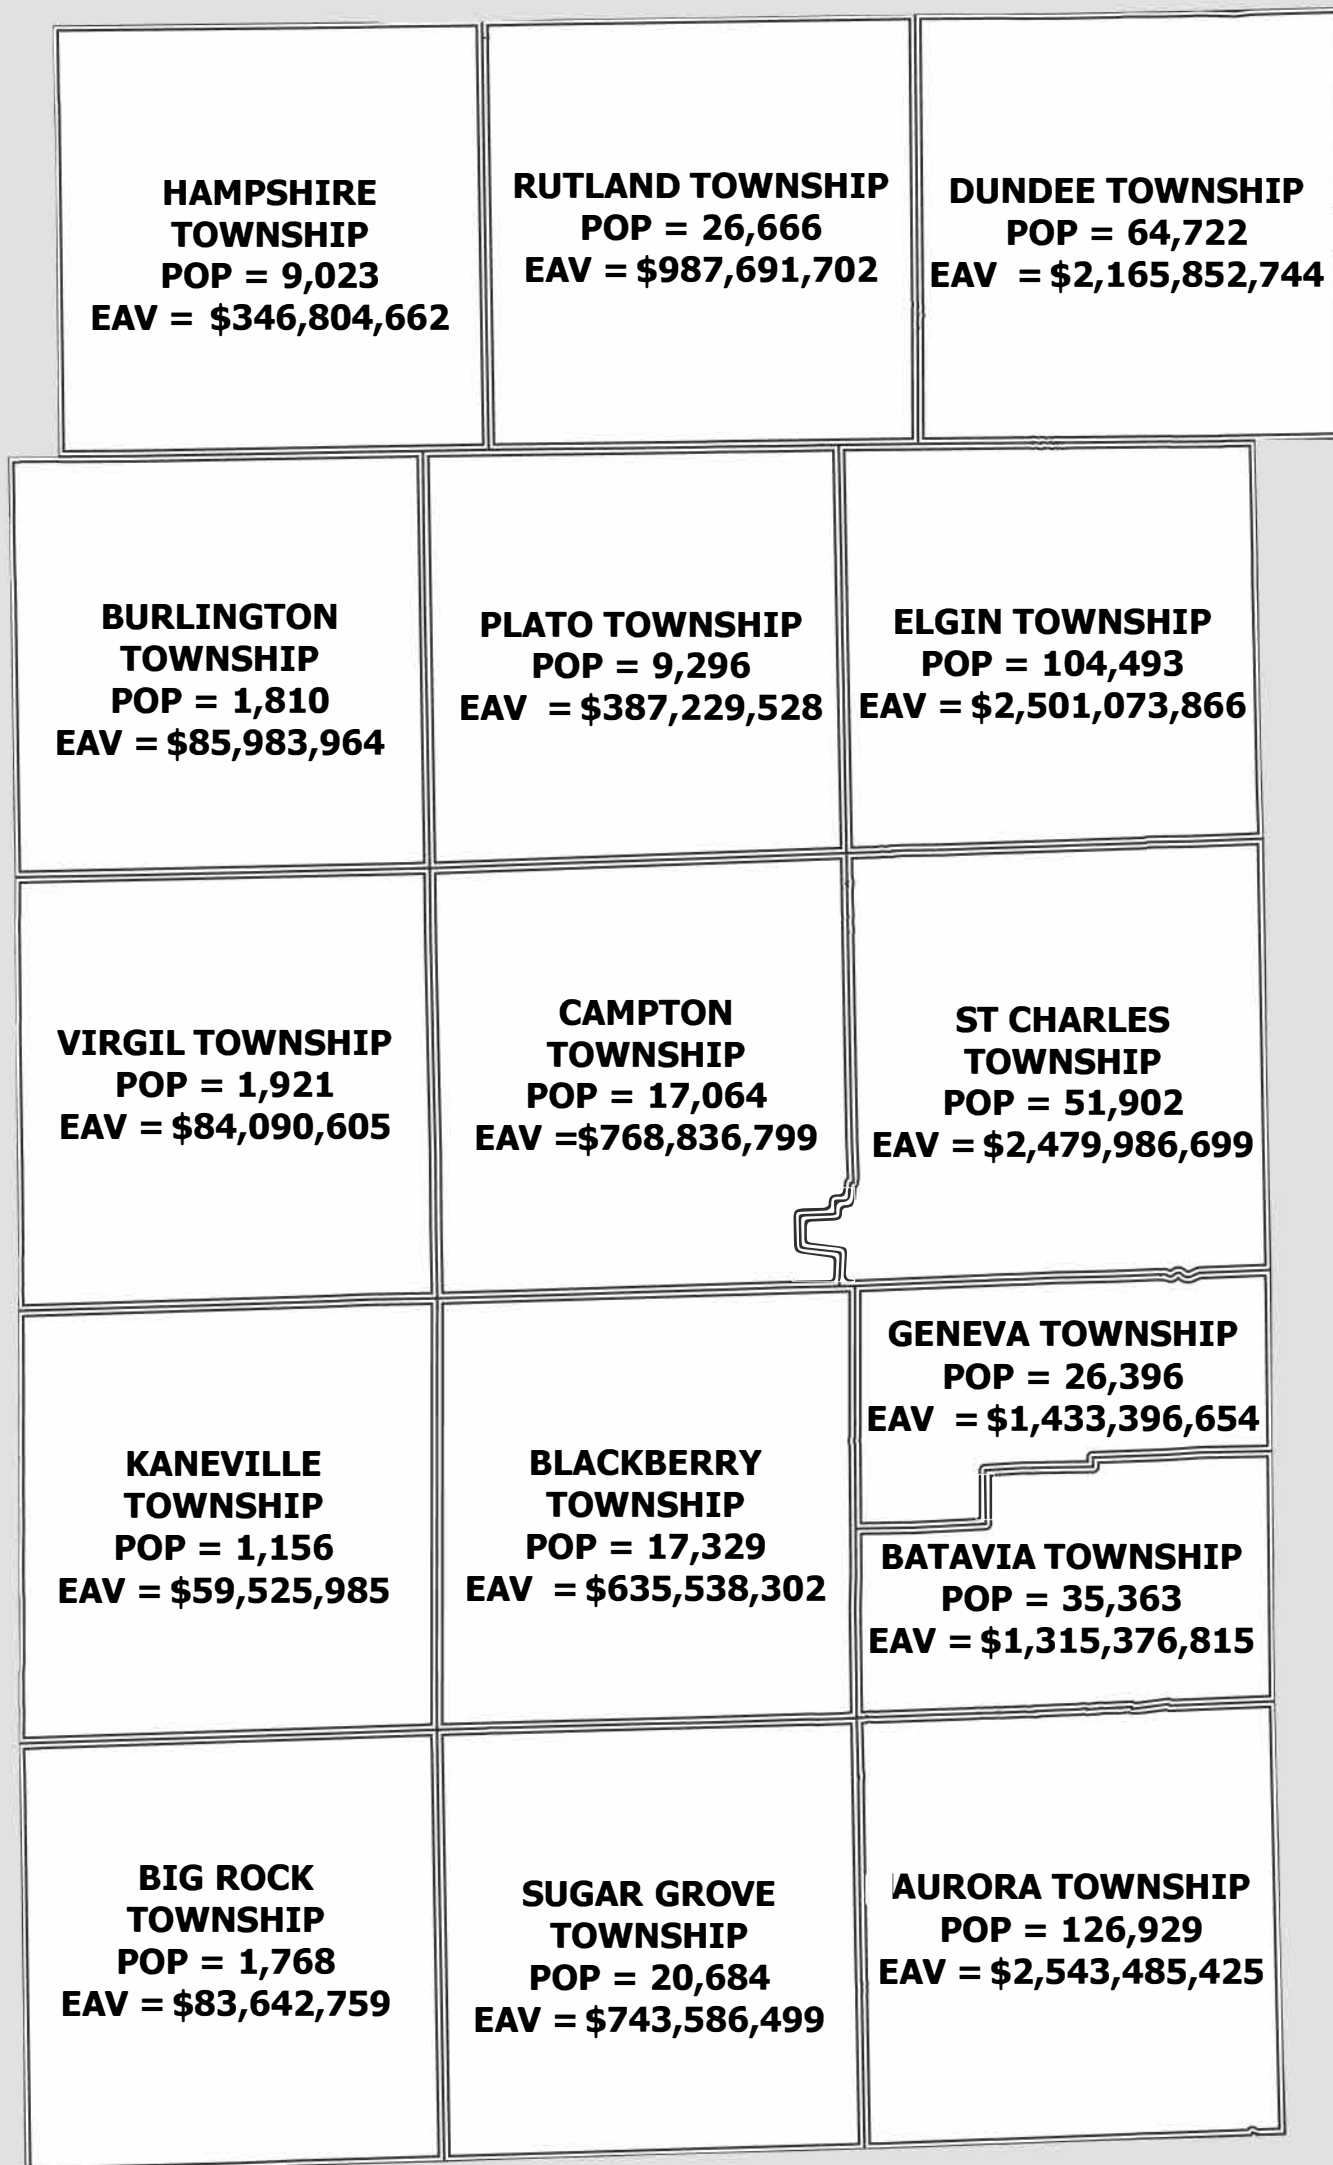 HAMPSHIRE
TOWNSHIP
POP = 9,023
EAV = $346,804,662
RUTLAND TOWNSHIP
POP = 26,666
EAV = $987,691,702
DUNDEE TOWNSHIP
POP = 64,722
EAV = $2,165,852,744
BURLINGTON
TOWNSHIP
POP = 1,810
EAV = $85,983,964
PLATO TOWNSHIP
POP = 9,296
EAV = $387,229,528
ELGIN TOWNSHIP
POP = 104,493
EAV = $2,501,073,866
VIRGIL TOWNSHIP
POP = 1,921
EAV = $84,090,605
CAMPTON
TOWNSHIP
POP = 17,064
EAV =$768,836,799
ST CHARLES
TOWNSHIP
POP = 51,902
EAV = $2,479,986,699
KANEVILLE
TOWNSHIP
POP = 1,156
EAV = $59,525,985
BLACKBERRY
TOWNSHIP
POP = 17,329
EAV = $635,538,302
GENEVA TOWNSHIP
POP = 26,396
EAV = $1,433,396,654
BATAVIA TOWNSHIP
POP = 35,363
EAV = $1,315,376,815
BIG ROCK
TOWNSHIP
POP = 1,768
EAV = $83,642,759
SUGAR GROVE
TOWNSHIP
POP = 20,684
EAV = $743,586,499
AURORA TOWNSHIP
POP = 126,929
EAV = $2,543,485,425